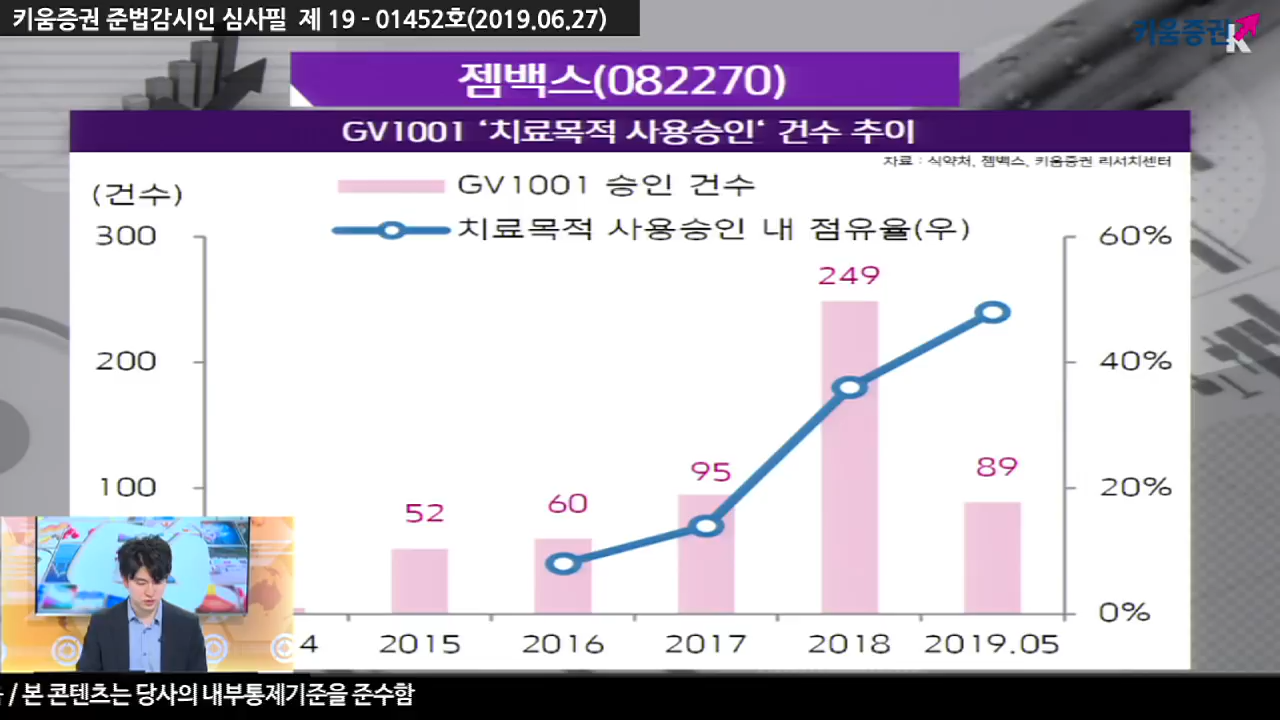 키움증권 준법감시인 심사필 제 19 - 01452호(2019.06.27)
키움증권
젬백스(082270)
GV1001 ‘치료목적 사용승인‘ 건수 추이
자료 : 식약처, 젬백스, 키움증권 리서치센터
(건수)
GV1001 승인 건수
치료목적 사용승인 내 점유율(우)
300
60%
249
200
40%
95
89
100
20%
52
60
0%
4 2015 2016 2017 2018 2019.05
/ 본 콘텐츠는 당사의 내부통제기준을 준수함